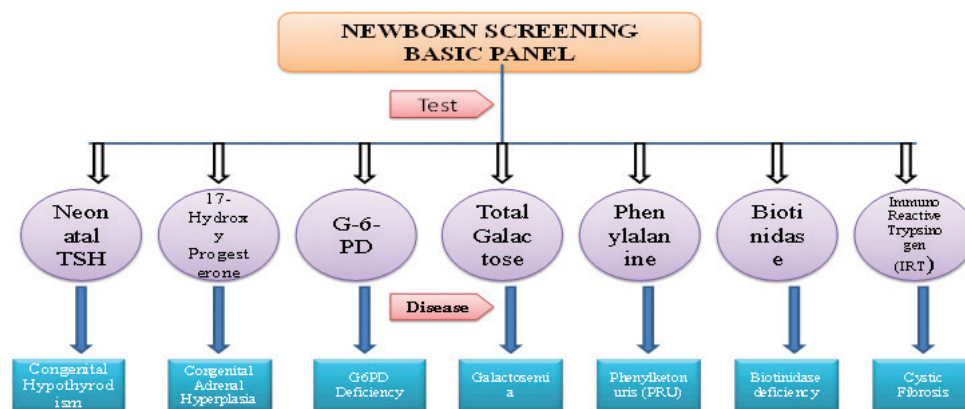 NEWBORN SCREENING
BASIC PANEL
Test
Neon
atal
TSH
17-
Hydrox
y
Progest
erone
G-6-
PD
Total
Galac
tose
Phen
ylalan
ine
Bioti
nidas
e
Immuno
Reactive
Trypsino
gen
(IRT)
Disease
Congenital
Hypothyrod
ism
Congenital
Adrenal
Hyperplasia
G6PD
Deficiency
Galactosemi
a
Phenylketon
uris (PRU)
Biotinidase
deficiency
Cystic
Fibrosis